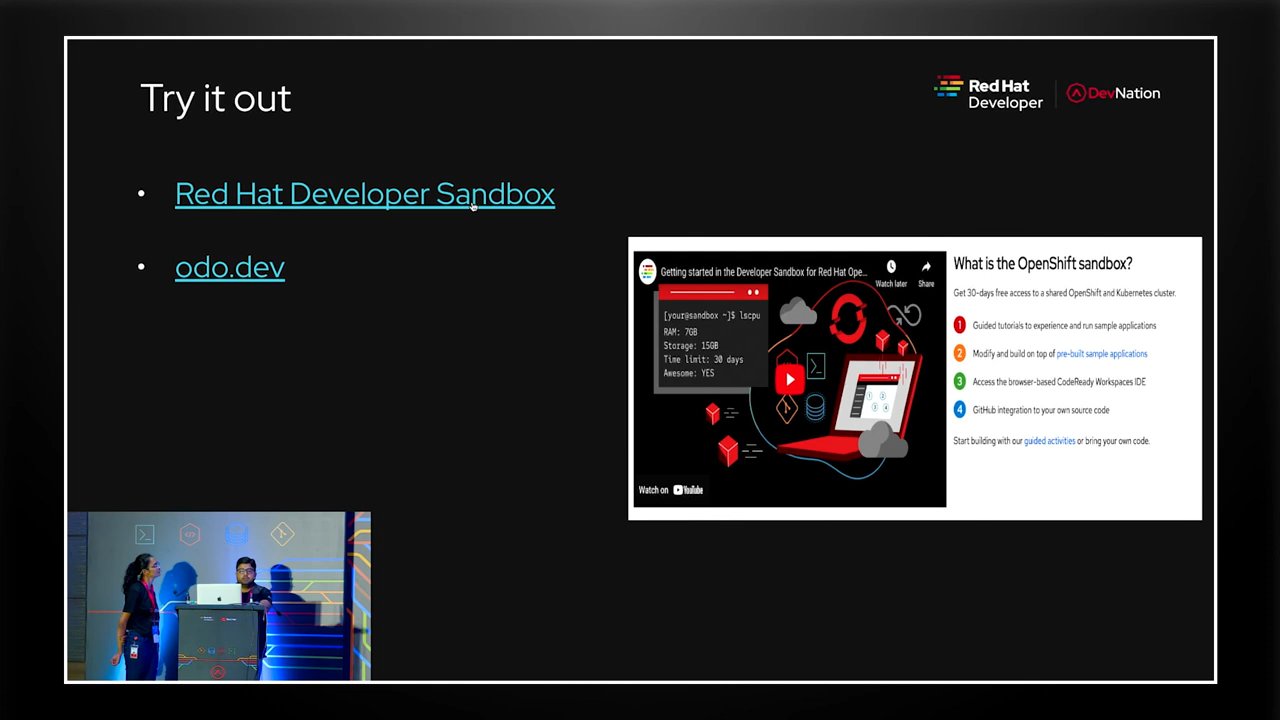 Try it out
Red Hat
Developer
DevNation
• Red Hat Developer Sandbox
• odo.dev
Getting started in the Developer Sandbox for Red Hat Ope...
Watch later
Share
[your@sandbox ~]$ lscpu
RAM: 7GB
Storage: 15GB
Time limit: 30 days
Awesome: YES
Watch on YouTube
What is the OpenShift sandbox?
Get 30-days free access to a shared OpenShift and Kubernetes cluster.
1 Guided tutorials to experience and run sample applications
2 Modify and build on top of pre-built sample applications
3 Access the browser-based CodeReady Workspaces IDE
4 GitHub integration to your own source code
Start building with our guided activities or bring your own code.